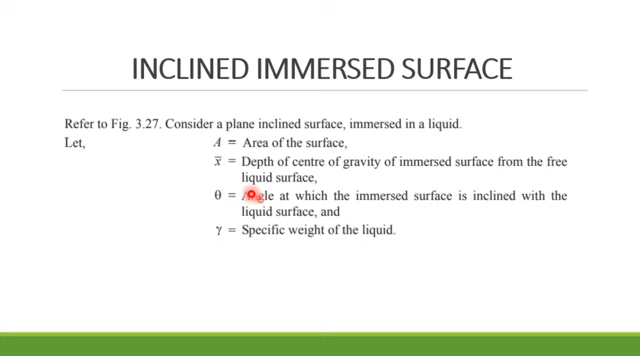 INCLINED IMMERSED SURFACE
Refer to Fig. 3.27. Consider a plane inclined surface, immersed in a liquid.
Let, A = Area of the surface,
x̅ = Depth of centre of gravity of immersed surface from the free
liquid surface,
θ = Angle at which the immersed surface is inclined with the
liquid surface, and
γ = Specific weight of the liquid.